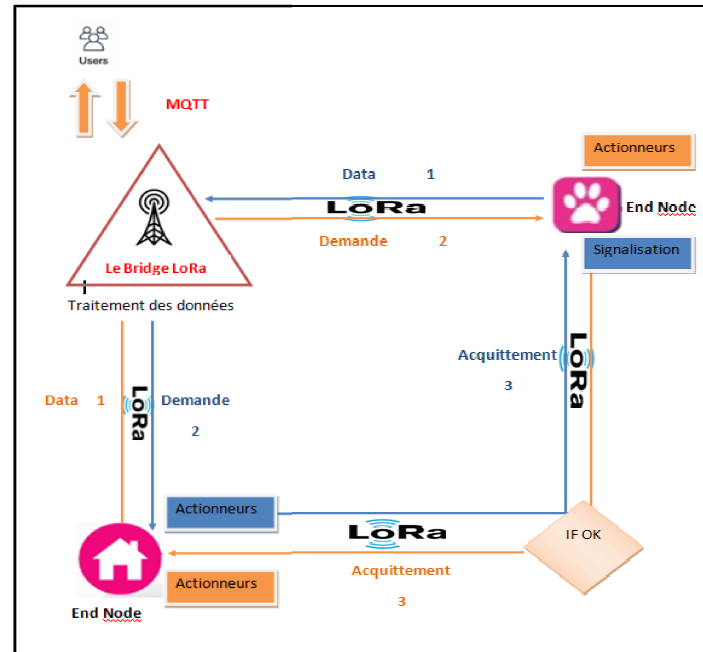 Users
MQTT
Actionneurs
Data 1
LoRa
End Node
Demande 2
Signalisation
Le Bridge LoRa
Traitement des données
Acquittement
3
LoRa
Data 1
LoRa
Demande
2
Actionneurs
LoRa
IF OK
Acquittement
3
Actionneurs
End Node